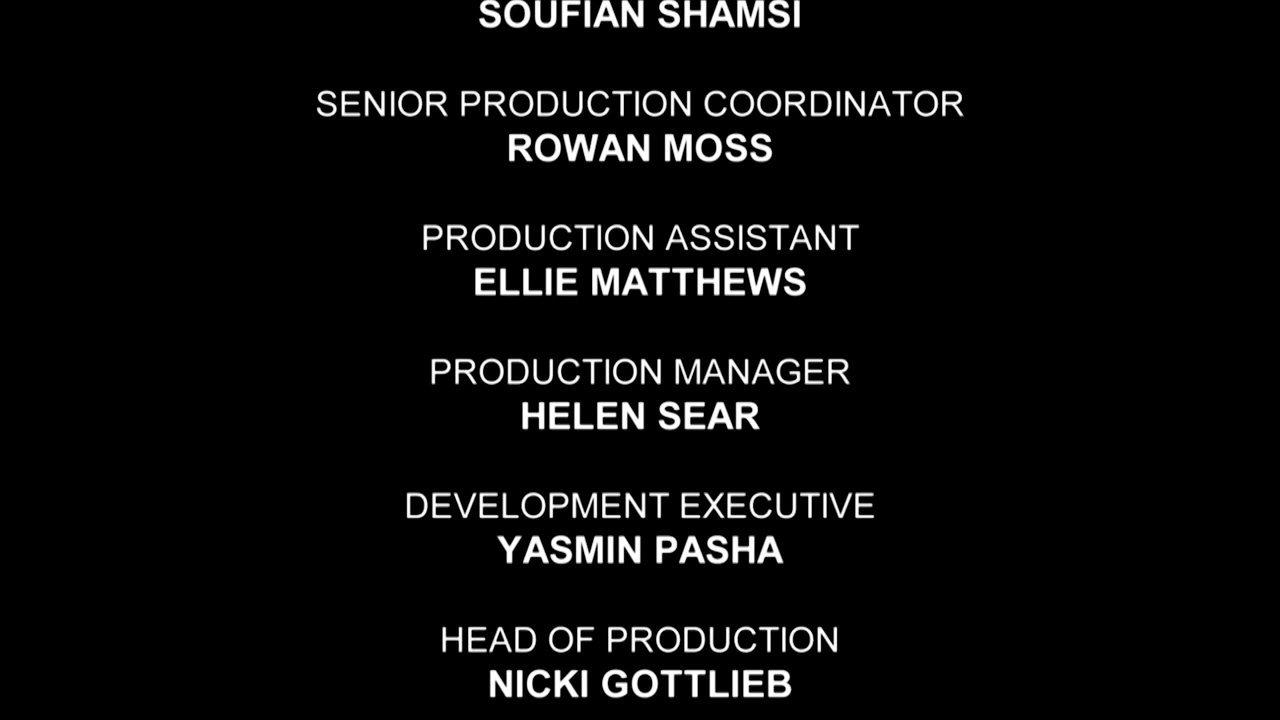 SOUFIAN SHAMSI
SENIOR PRODUCTION COORDINATOR
ROWAN MOSS
PRODUCTION ASSISTANT
ELLIE MATTHEWS
PRODUCTION MANAGER
HELEN SEAR
DEVELOPMENT EXECUTIVE
YASMIN PASHA
HEAD OF PRODUCTION
NICKI GOTTLIEB